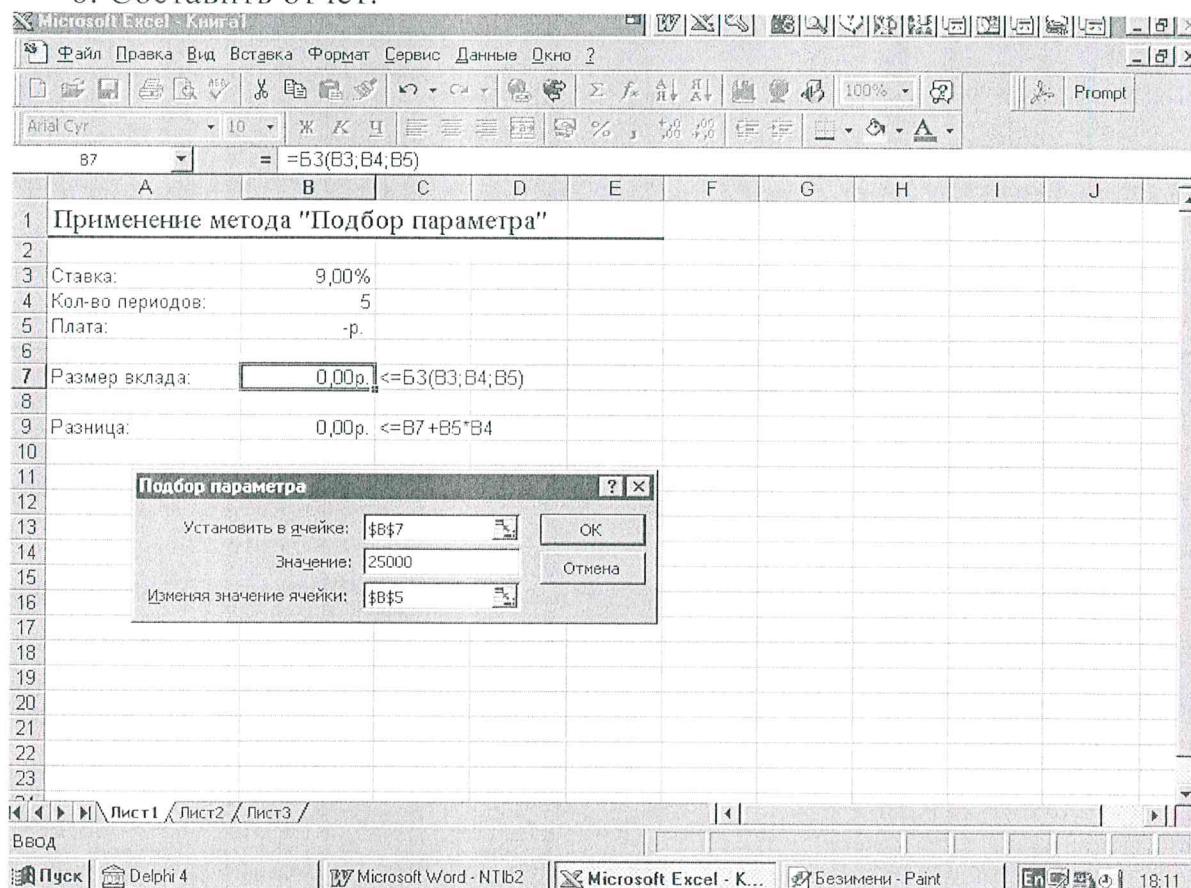 Составить отчет.
Microsoft Excel - Книга1
Файл Правка Вид Вставка Формат Сервис Данные Окно ?
100% Prompt
Arial Cyr 10 Ж К Ч
B7 = =БЗ(B3;B4;B5)
A B C D E F G H I J
1 Применение метода "Подбор параметра"
2
3 Ставка: 9,00%
4 Кол-во периодов: 5
5 Плата: -р.
6
7 Размер вклада: 0,00р. <=БЗ(B3;B4;B5)
8
9 Разница: 0,00р. <=B7+B5*B4
10
11 Подбор параметра
12
13 Установить в ячейке: $B$7 ОК
14 Значение: 25000
15 Отмена
16 Изменяя значение ячейки: $B$5
17
18
19
20
21
22
23
Лист1 Лист2 Лист3
Ввод
Пуск Delphi 4 Microsoft Word - NTlb2 Microsoft Excel - К... Безимени - Paint En 18:11